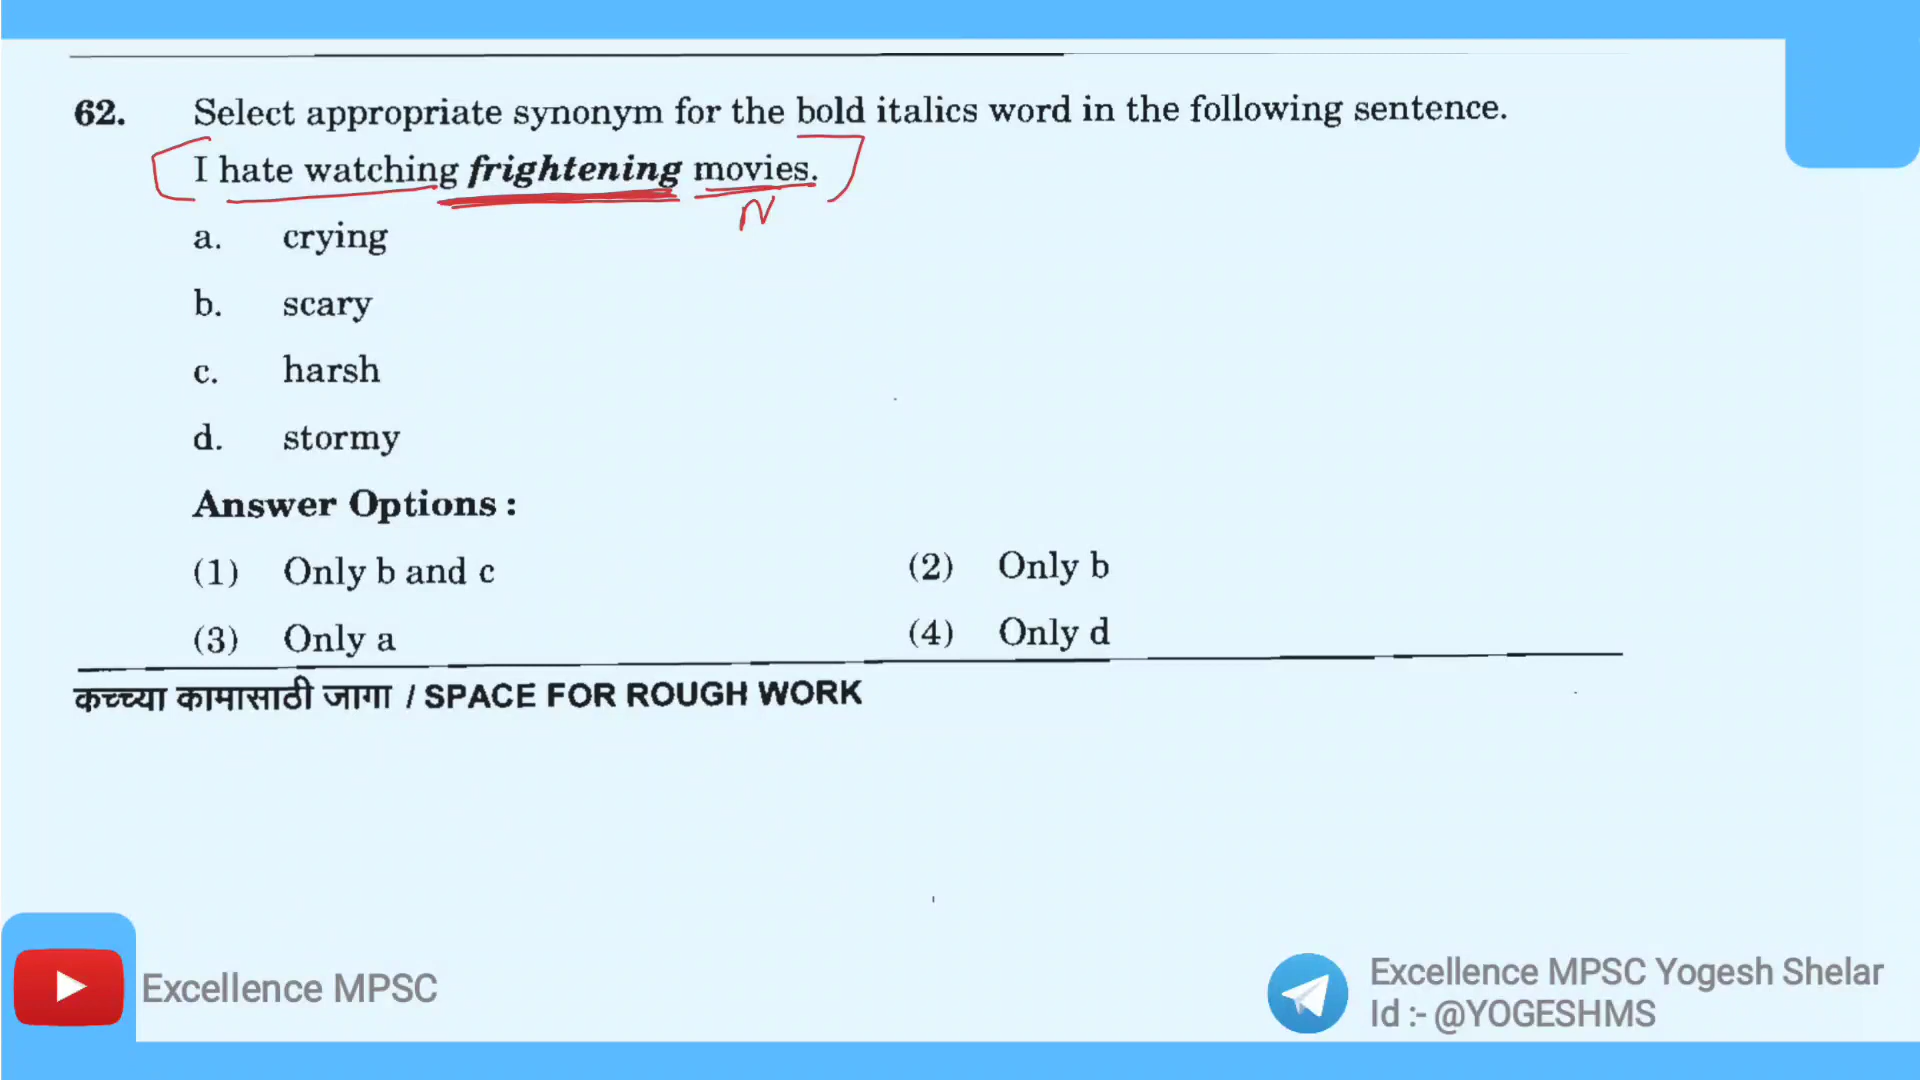 62. Select appropriate synonym for the bold italics word in the following sentence.
I hate watching frightening movies.
N
a. crying
b. scary
c. harsh
d. stormy
Answer Options :
(1) Only b and c (2) Only b
(3) Only a (4) Only d
कच्च्या कामासाठी जागा / SPACE FOR ROUGH WORK
Excellence MPSC
Excellence MPSC Yogesh Shelar
Id :- @YOGESHMS